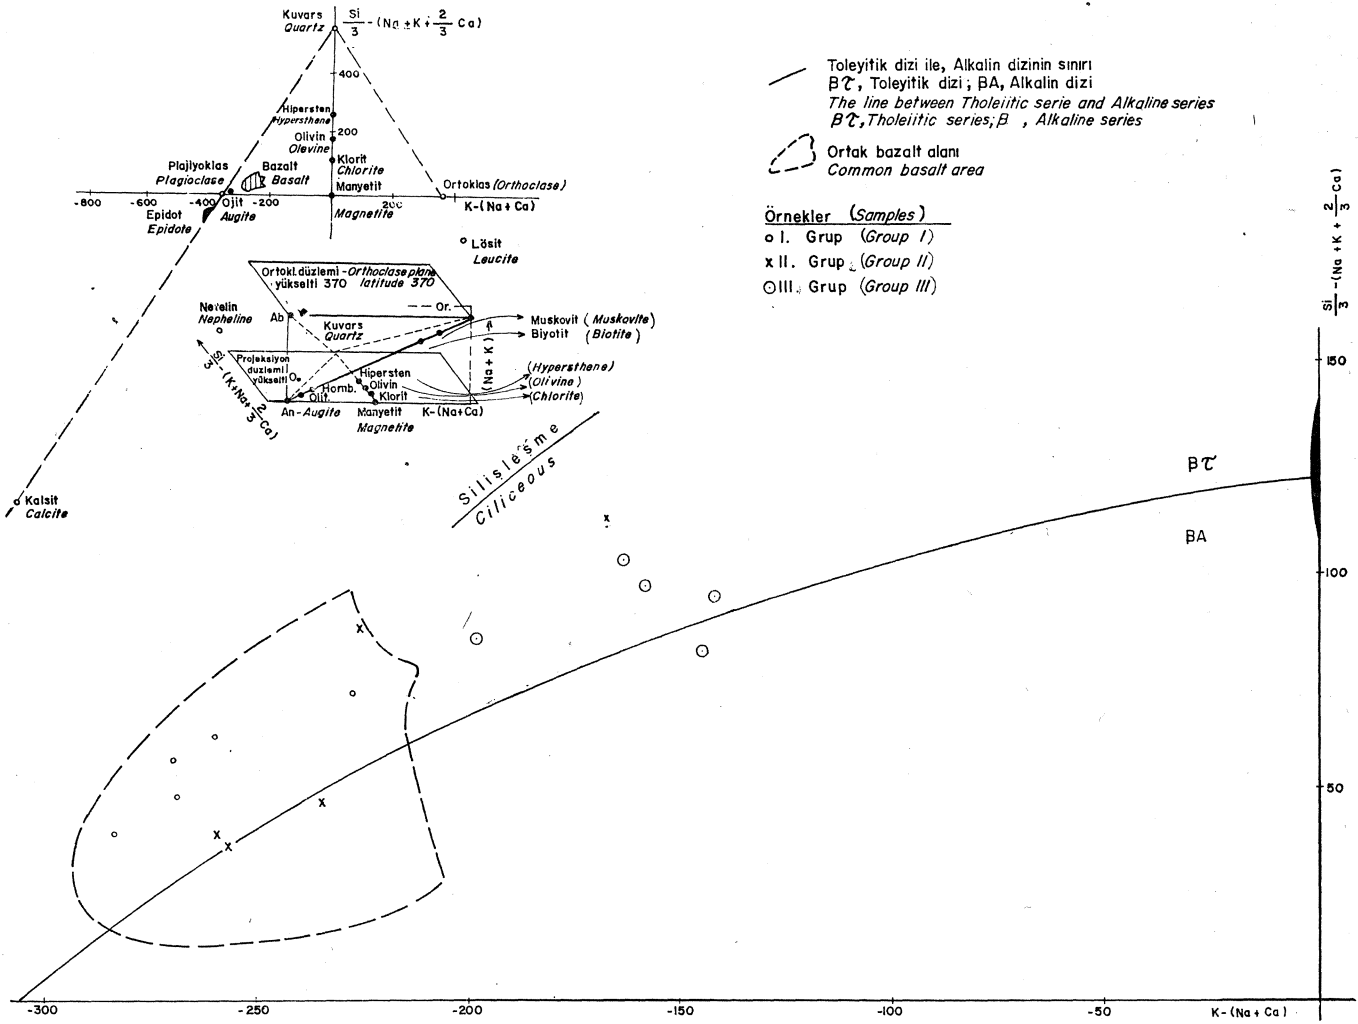 Kuvars
Quartz
Si/3 - (Na + K + 2/3 Ca)
400
Hipersten
Hypersthene
200
Olivin
Olevine
Klorit
Chlorite
Plajiyoklas
Plagioclase
Bazalt
Basalt
Manyetit
Magnetite
Ortoklas (Orthoclase)
-800
-600
-400
Ojit
Augite
-200
200
K-(Na + Ca)
Epidot
Epidote
Lösit
Leucite
Ortokl. düzlemi - Orthoclase plane
yükselti 370 latitude 370
Nefelin
Nepheline
Ab
Or.
Kuvars
Quartz
Muskovit (Muskovite)
Biyotit (Biotite)
(Na + K)
Si/3 - (K+Na+ 2/3 Ca)
Projeksiyon
duzlemi
yükselti O
Hipersten
Olivin
Klorit
Hornb.
Ojit.
(Hypersthene)
(Olivine)
(Chlorite)
An-Augite
Manyetit
Magnetite
K-(Na+Ca)
Kalsit
Calcite
Silisleşme
Ciliceous
Toleyitik dizi ile, Alkalin dizinin sınırı
βτ, Toleyitik dizi; βA, Alkalin dizi
The line between Tholeiitic serie and Alkaline series
βτ, Tholeiitic series; β , Alkaline series
Ortak bazalt alanı
Common basalt area
Örnekler (Samples)
I. Grup (Group I)
x II. Grup (Group II)
III. Grup (Group III)
Si/3 - (Na + K + 2/3 Ca)
150
βτ
βA
100
50
-300
-250
-200
-150
-100
-50
K-(Na + Ca)